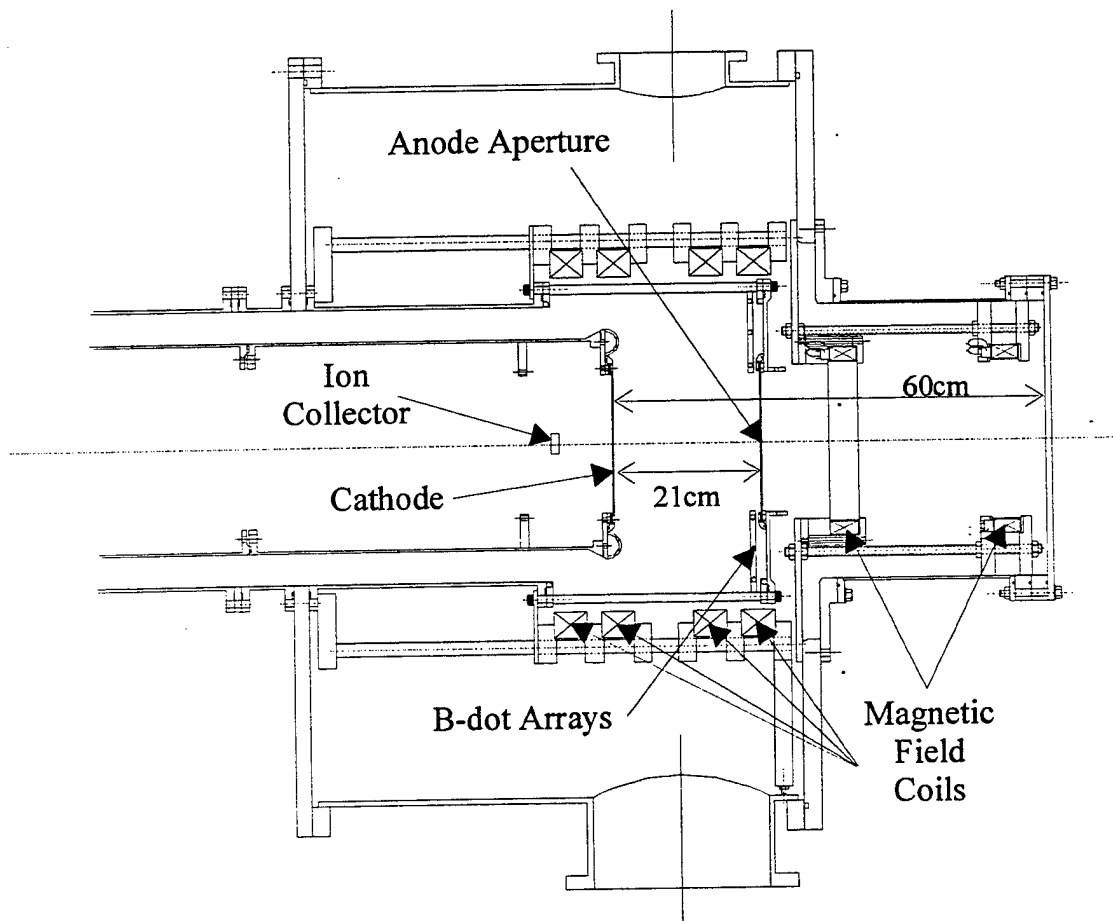 Anode Aperture
60cm
Ion
Collector
21cm
Cathode
B-dot Arrays
Magnetic
Field
Coils